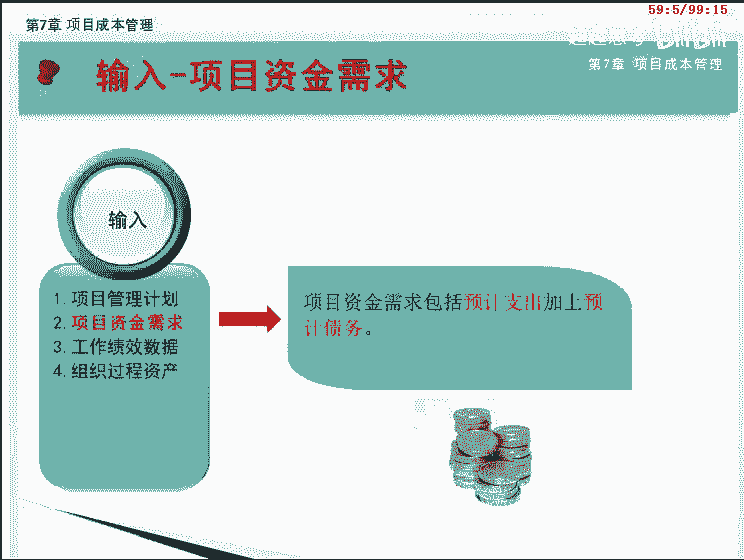 59:5/99:15
第7章 项目成本管理
第7章 项目成本管理
输入-项目资金需求
输入
1. 项目管理计划
2. 项目资金需求
3. 工作绩效数据
4. 组织过程资产
项目资金需求包括预计支出加上预
计债务。